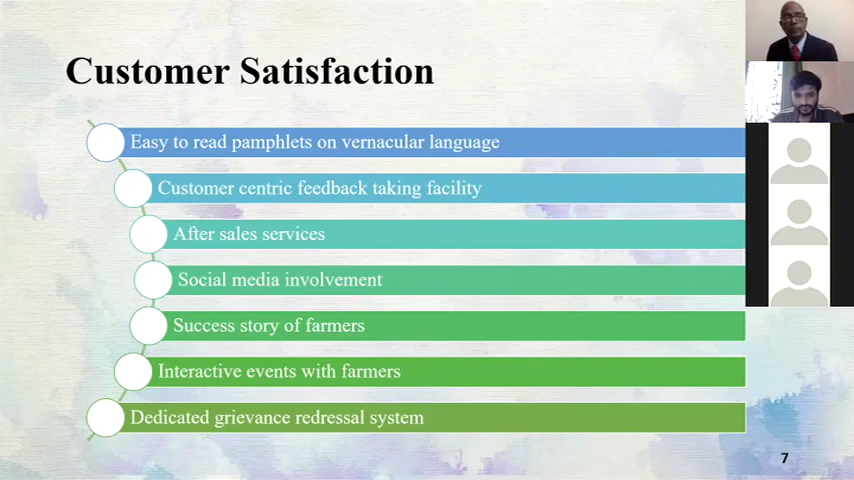 Customer Satisfaction
Easy to read pamphlets on vernacular language
Customer centric feedback taking facility
After sales services
Social media involvement
Success story of farmers
Interactive events with farmers
Dedicated grievance redressal system
7